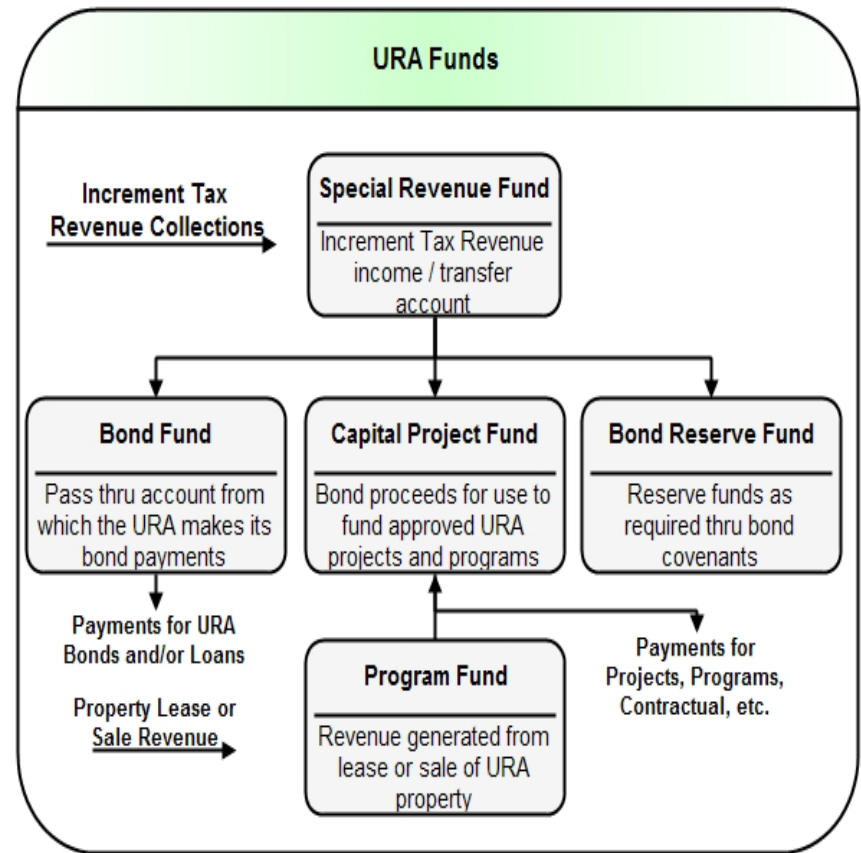 URA Funds
Increment Tax
Revenue Collections
Special Revenue Fund
Increment Tax Revenue
income / transfer
account
Bond Fund
Pass thru account from
which the URA makes its
bond payments
Capital Project Fund
Bond proceeds for use to
fund approved URA
projects and programs
Bond Reserve Fund
Reserve funds as
required thru bond
covenants
Payments for URA
Bonds and/or Loans
Property Lease or
Sale Revenue
Program Fund
Revenue generated from
lease or sale of URA
property
Payments for
Projects, Programs,
Contractual, etc.